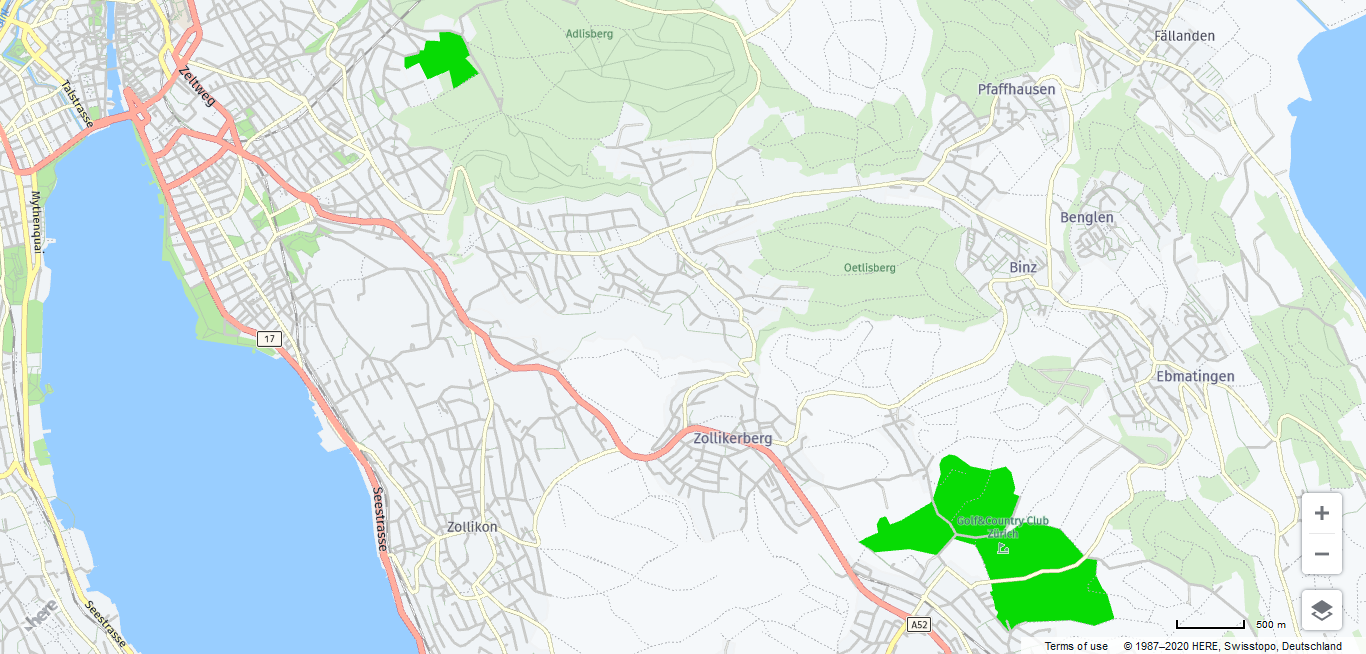 Adlisberg
Fällanden
Zeltweg
Talstrasse
Pfaffhausen
Mythenquai
Benglen
Oetlisberg
Binz
17
Ebmatingen
Zollikerberg
Seestrasse
Zollikon
Golf&Country Club
Zürich
+
−
here
Seestrasse
A52
500 m
Terms of use
© 1987–2020 HERE, Swisstopo, Deutschland